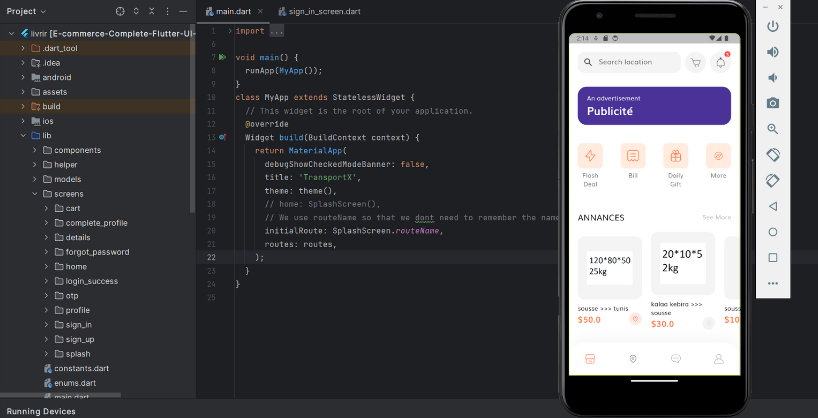 Project
main.dart
sign_in_screen.dart
livrir [E-commerce-Complete-Flutter-UI-
.dart_tool
.idea
android
assets
build
ios
lib
components
helper
models
screens
cart
complete_profile
details
forgot_password
home
login_success
otp
profile
sign_in
sign_up
splash
constants.dart
enums.dart
main.dart
Running Devices
1 import ...
6
7 void main() {
8 runApp(MyApp());
9 }
10 class MyApp extends StatelessWidget {
11 // This widget is the root of your application.
12 @override
13 Widget build(BuildContext context) {
14 return MaterialApp(
15 debugShowCheckedModeBanner: false,
16 title: 'TransportX',
17 theme: theme(),
18 // home: SplashScreen(),
19 // We use routeName so that we dont need to remember the name
20 initialRoute: SplashScreen.routeName,
21 routes: routes,
22 );
23 }
24 }
25
2:14
Search location
An advertisement
Publicité
Flash
Deal
Bill
Daily
Gift
More
ANNANCES
See More
120*80*50
25kg
20*10*5
2kg
sousse >>> tunis
$50.0
kalaa kebira >>>
sousse
$30.0
$10